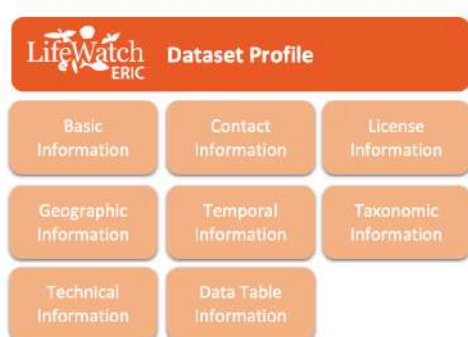 LifeWatch
ERIC
Dataset Profile
Basic
Information
Contact
Information
License
Information
Geographic
Information
Temporal
Information
Taxonomic
Information
Technical
Information
Data Table
Information